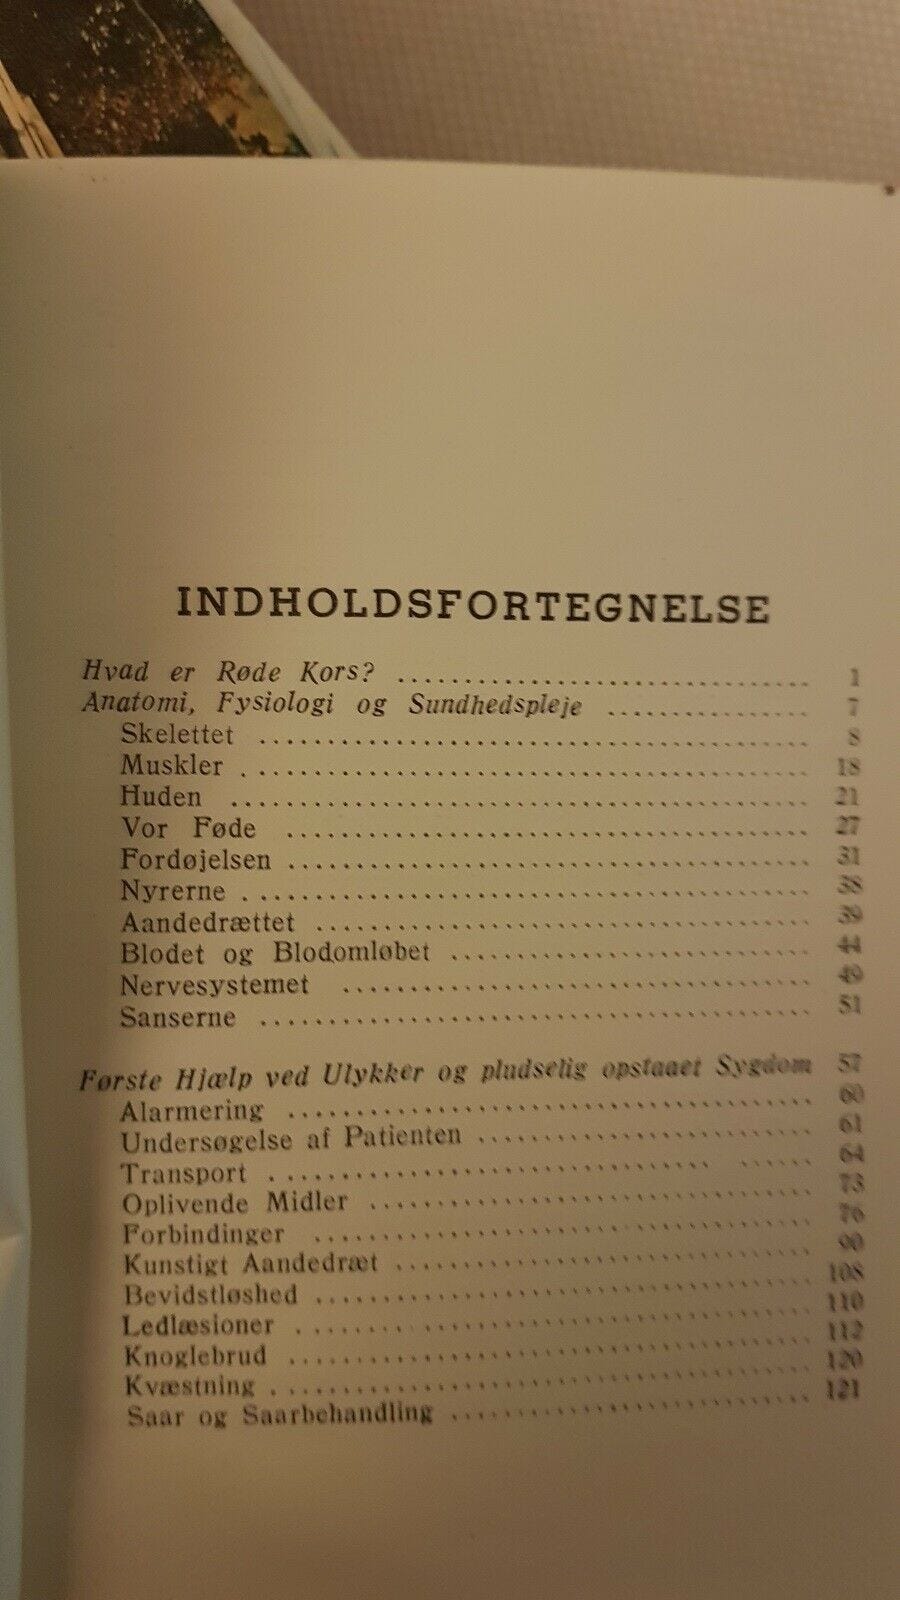 INDHOLDSFORTEGNELSE
Hvad er Røde Kors? ........................ 1
Anatomi, Fysiologi og Sundhedspleje ................ 7
Skelettet ........................ 8
Muskler ........................ 18
Huden ........................ 21
Vor Føde ........................ 27
Fordøjelsen ........................ 31
Nyrerne ........................ 38
Aandedrættet ........................ 39
Blodet og Blodomløbet ........................ 44
Nervesystemet ........................ 49
Sanserne ........................ 51
Første Hjælp ved Ulykker og pludselig opstaaet Sygdom 57
Alarmering ........................ 60
Undersøgelse af Patienten ........................ 61
Transport ........................ 64
Oplivende Midler ........................ 73
Forbindinger ........................ 76
Kunstigt Aandedræt ........................ 90
Bevidstløshed ........................ 108
Ledlæsioner ........................ 110
Knoglebrud ........................ 112
Kvæstning ........................ 120
Saar og Saarbehandling ........................ 121